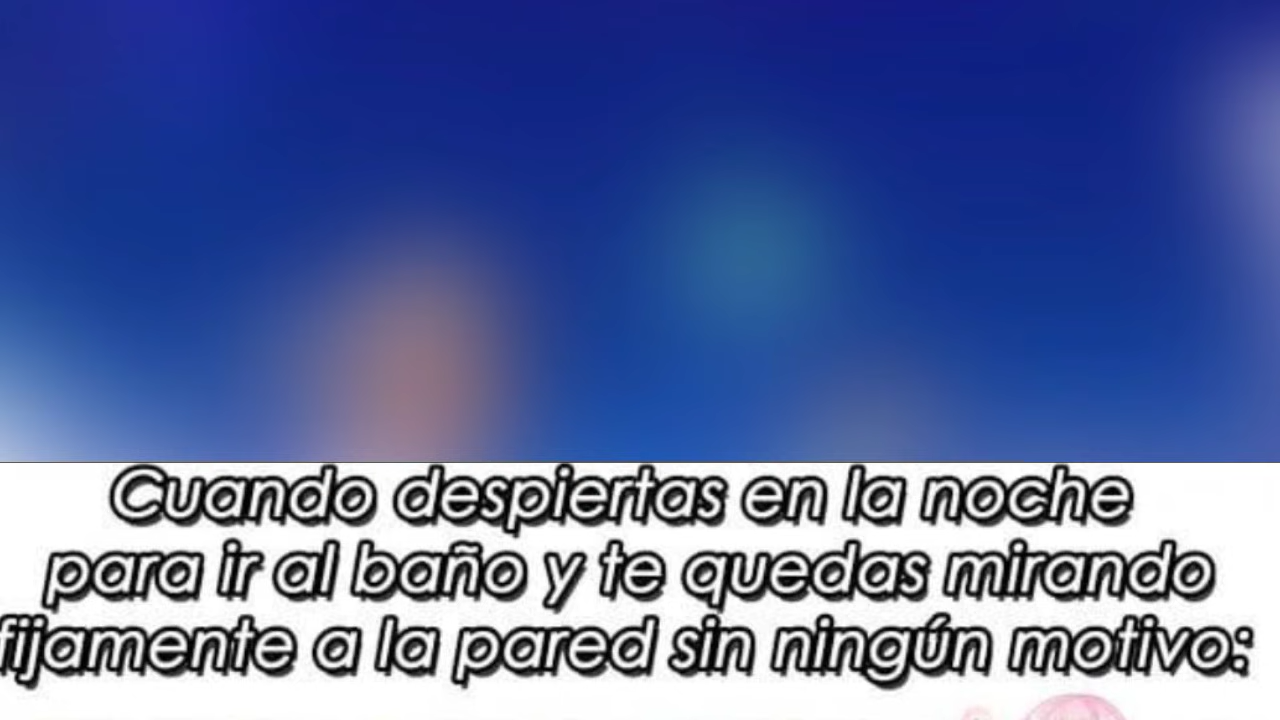 Cuando despiertas en la noche
para ir al baño y te quedas mirando
fijamente a la pared sin ningún motivo: